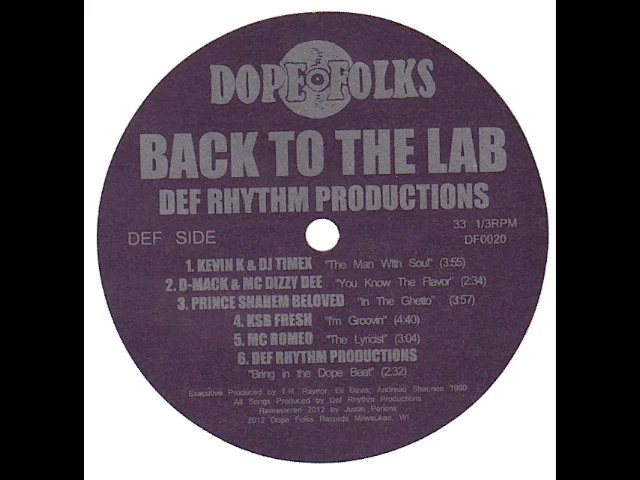 DOPE FOLKS
BACK TO THE LAB
DEF RHYTHM PRODUCTIONS
33 1/3RPM
DEF SIDE
DF0020
1. KEVIN K & DJ TIMEX "The Man With Soul" (3:55)
2. D-MACK & MC DIZZY DEE "You Know The Flavor" (2:34)
3. PRINCE SHAHEM BELOVED "In The Ghetto" (3:57)
4. KSB FRESH "I'm Groovin" (4:40)
5. MC ROMEO "The Lyricist" (3:04)
6. DEF RHYTHM PRODUCTIONS
"Bring in the Dope Beat" (2:32)
Executive Produced by T.R. Raynor, Eli Davis, Andreao Shaunee 1990
All Songs Produced by Def Rhythm Productions
Remastered 2012 by Justin Perkins
2012 Dope Folks Records Milwaukee, WI